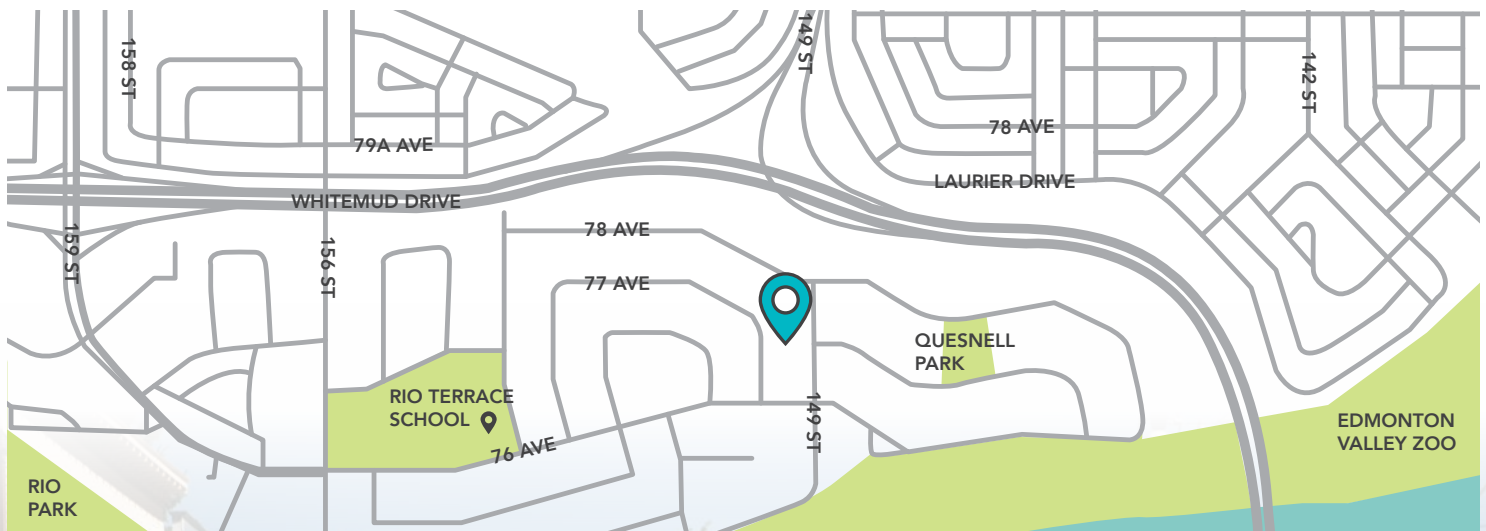 158 ST
149 ST
142 ST
79A AVE
78 AVE
LAURIER DRIVE
WHITEMUD DRIVE
159 ST
156 ST
78 AVE
77 AVE
QUESNELL
PARK
RIO TERRACE
SCHOOL
149 ST
76 AVE
EDMONTON
VALLEY ZOO
RIO
PARK